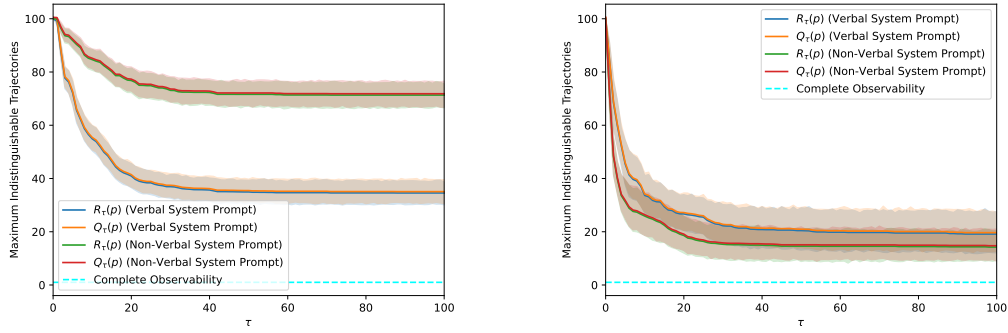 Maximum Indistinguishable Trajectories
100
80
60
40
20
0
R_τ(p) (Verbal System Prompt)
Q_τ(p) (Verbal System Prompt)
R_τ(p) (Non-Verbal System Prompt)
Q_τ(p) (Non-Verbal System Prompt)
Complete Observability
0 20 40 60 80 100
τ
Maximum Indistinguishable Trajectories
100
80
60
40
20
0
R_τ(p) (Verbal System Prompt)
Q_τ(p) (Verbal System Prompt)
R_τ(p) (Non-Verbal System Prompt)
Q_τ(p) (Non-Verbal System Prompt)
Complete Observability
0 20 40 60 80 100
τ